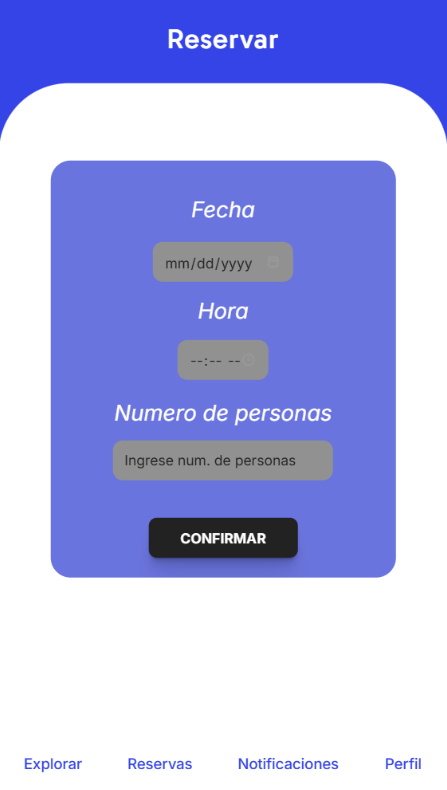 Reservar
Fecha
mm/dd/yyyy
Hora
--:-- --
Numero de personas
Ingrese num. de personas
CONFIRMAR
Explorar Reservas Notificaciones Perfil